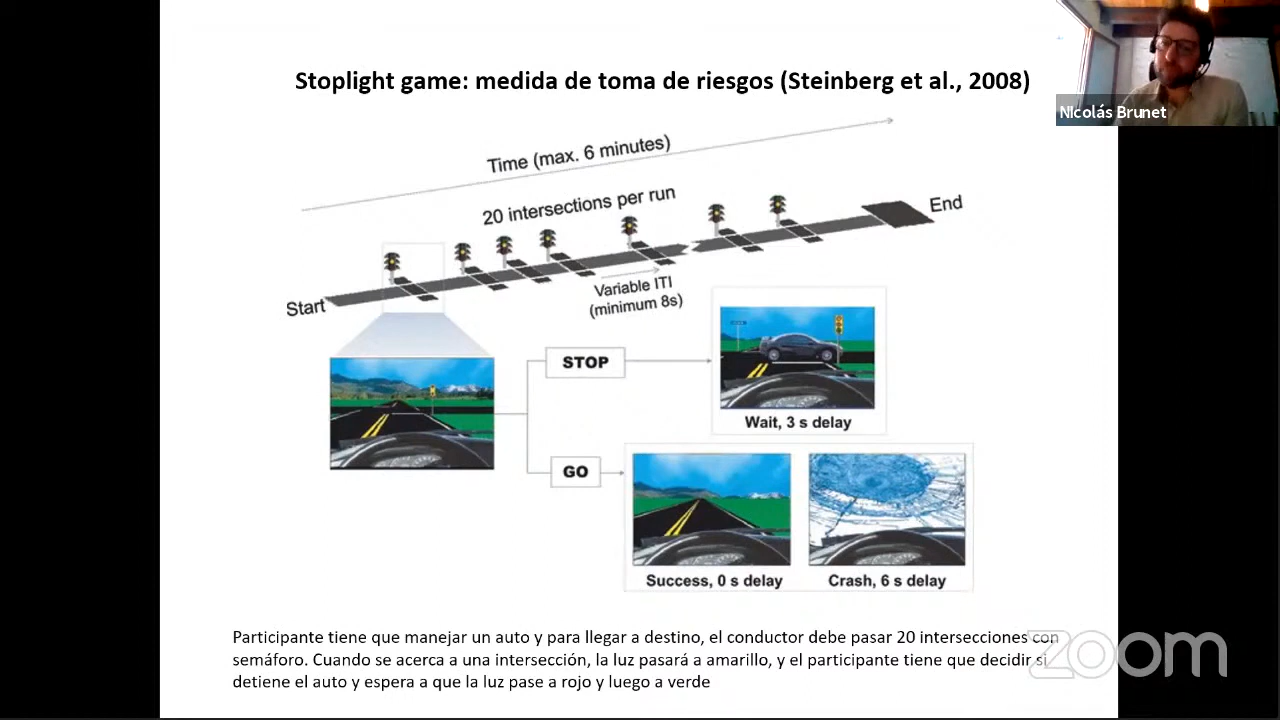 Stoplight game: medida de toma de riesgos (Steinberg et al., 2008)
NIcolás Brunet
Time (max. 6 minutes)
20 intersections per run
End
Variable ITI
(minimum 8s)
Start
STOP
Wait, 3 s delay
GO
Success, 0 s delay
Crash, 6 s delay
Participante tiene que manejar un auto y para llegar a destino, el conductor debe pasar 20 intersecciones con
semáforo. Cuando se acerca a una intersección, la luz pasará a amarillo, y el participante tiene que decidir si
detiene el auto y espera a que la luz pase a rojo y luego a verde
zoom